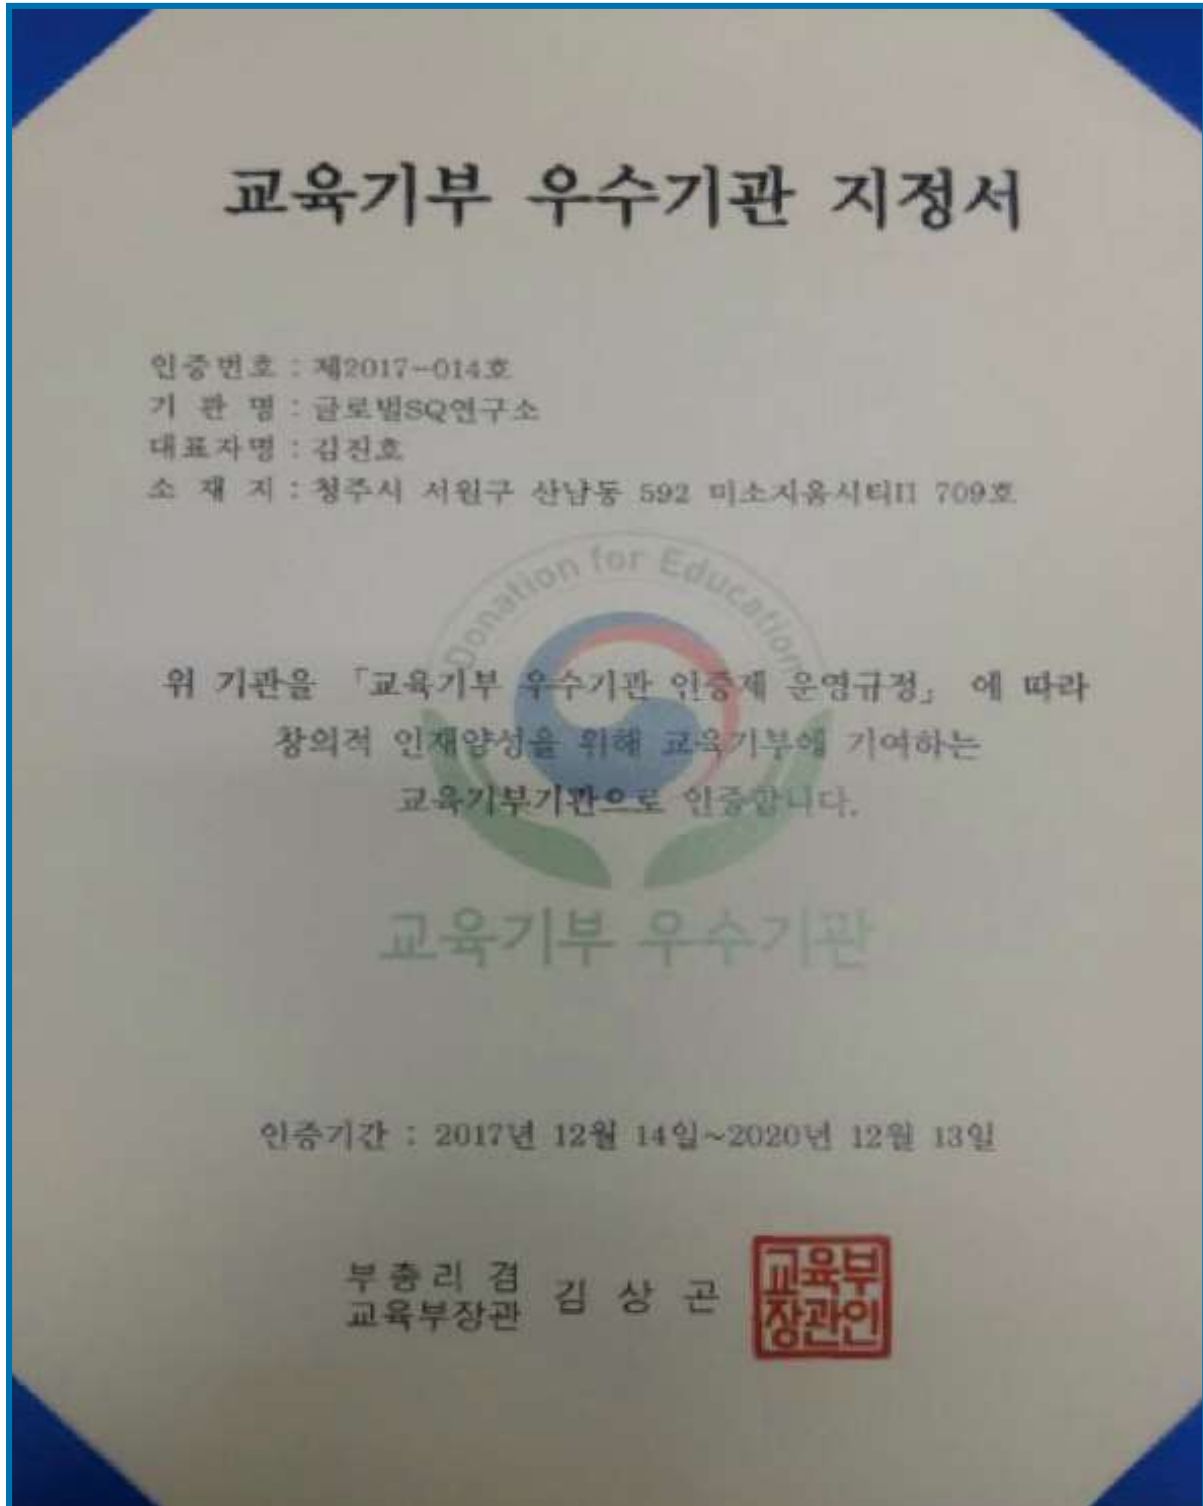 교육기부 우수기관 지정서
인증번호 : 제2017-014호
기 관 명 : 글로벌SQ연구소
대표자명 : 김진호
소 재 지 : 청주시 서원구 산남동 592 미소지움시티II 709호
Donation for Education
위 기관을 「교육기부 우수기관 인증제 운영규정」 에 따라
창의적 인재양성을 위해 교육기부에 기여하는
교육기부기관으로 인증합니다.
교육기부 우수기관
인증기간 : 2017년 12월 14일~2020년 12월 13일
부총리 겸
교육부장관 김 상 곤
교육부
장관인